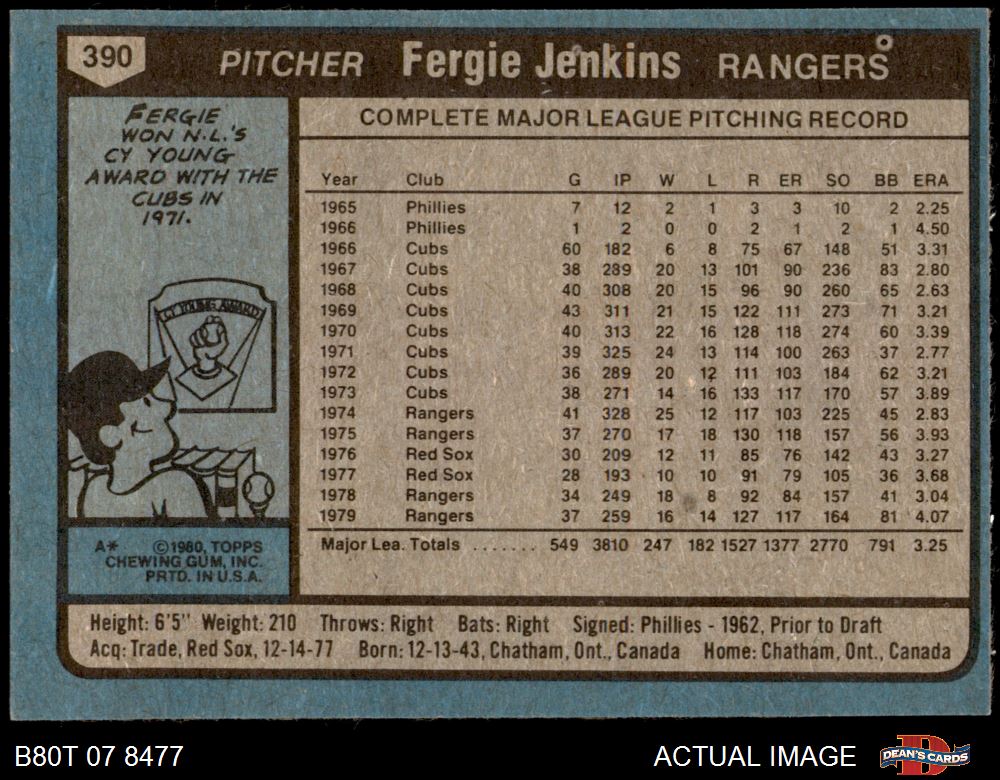 390 PITCHER Fergie Jenkins RANGERS
FERGIE
WON N.L.'S
CY YOUNG
AWARD WITH THE
CUBS IN
1971.
CY YOUNG AWARD
A* ©1980, TOPPS
CHEWING GUM, INC.
PRTD. IN U.S.A.
COMPLETE MAJOR LEAGUE PITCHING RECORD
Year Club G IP W L R ER SO BB ERA
1965 Phillies 7 12 2 1 3 3 10 2 2.25
1966 Phillies 1 2 0 0 2 1 2 1 4.50
1966 Cubs 60 182 6 8 75 67 148 51 3.31
1967 Cubs 38 289 20 13 101 90 236 83 2.80
1968 Cubs 40 308 20 15 96 90 260 65 2.63
1969 Cubs 43 311 21 15 122 111 273 71 3.21
1970 Cubs 40 313 22 16 128 118 274 60 3.39
1971 Cubs 39 325 24 13 114 100 263 37 2.77
1972 Cubs 36 289 20 12 111 103 184 62 3.21
1973 Cubs 38 271 14 16 133 117 170 57 3.89
1974 Rangers 41 328 25 12 117 103 225 45 2.83
1975 Rangers 37 270 17 18 130 118 157 56 3.93
1976 Red Sox 30 209 12 11 85 76 142 43 3.27
1977 Red Sox 28 193 10 10 91 79 105 36 3.68
1978 Rangers 34 249 18 8 92 84 157 41 3.04
1979 Rangers 37 259 16 14 127 117 164 81 4.07
Major Lea. Totals ....... 549 3810 247 182 1527 1377 2770 791 3.25
Height: 6'5" Weight: 210 Throws: Right Bats: Right Signed: Phillies - 1962, Prior to Draft
Acq: Trade, Red Sox, 12-14-77 Born: 12-13-43, Chatham, Ont., Canada Home: Chatham, Ont., Canada
B80T 07 8477 ACTUAL IMAGE DEAN'S CARDS